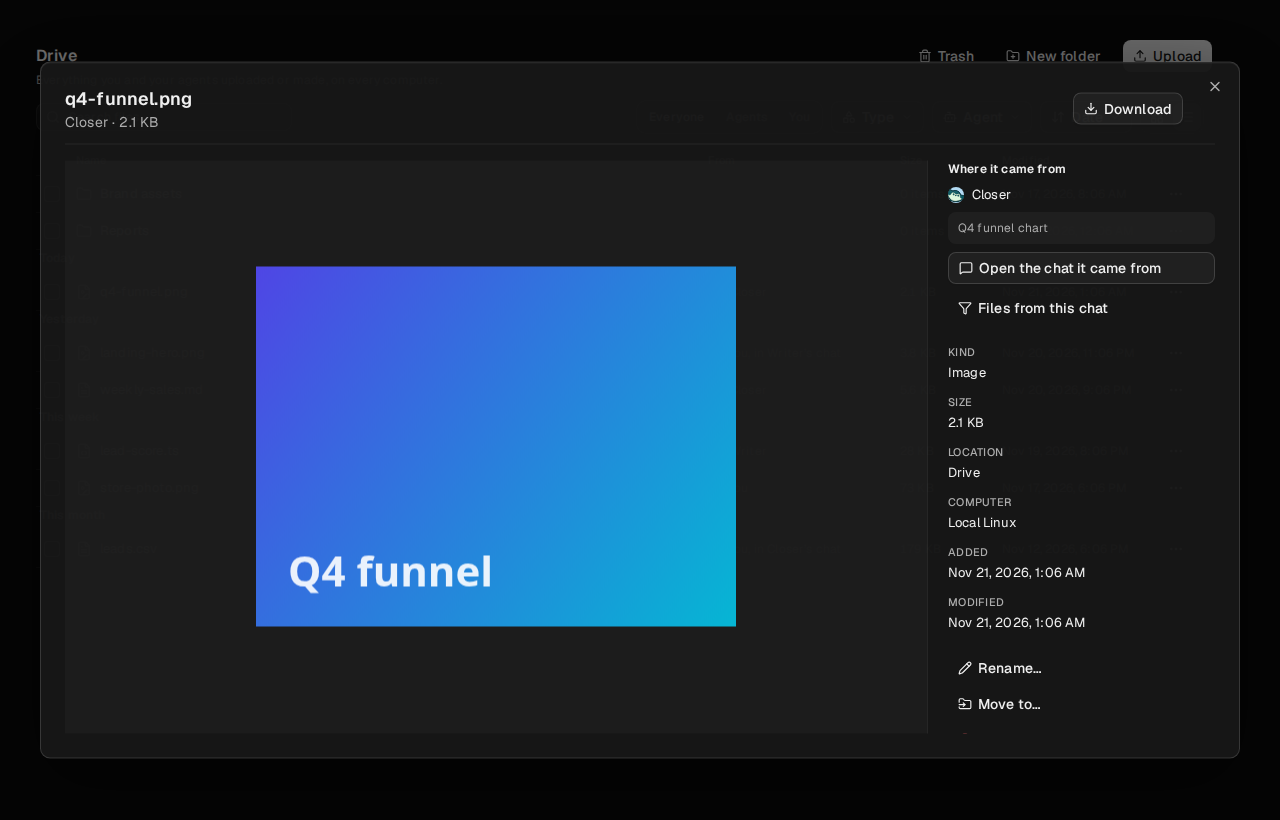 Drive
Trash
New folder
Upload
q4-funnel.png
Closer · 2.1 KB
Download
Where it came from
Closer
Q4 funnel chart
Open the chat it came from
Files from this chat
KIND
Image
SIZE
2.1 KB
LOCATION
Drive
COMPUTER
Local Linux
ADDED
Nov 21, 2026, 1:06 AM
MODIFIED
Nov 21, 2026, 1:06 AM
Rename...
Move to...
Q4 funnel